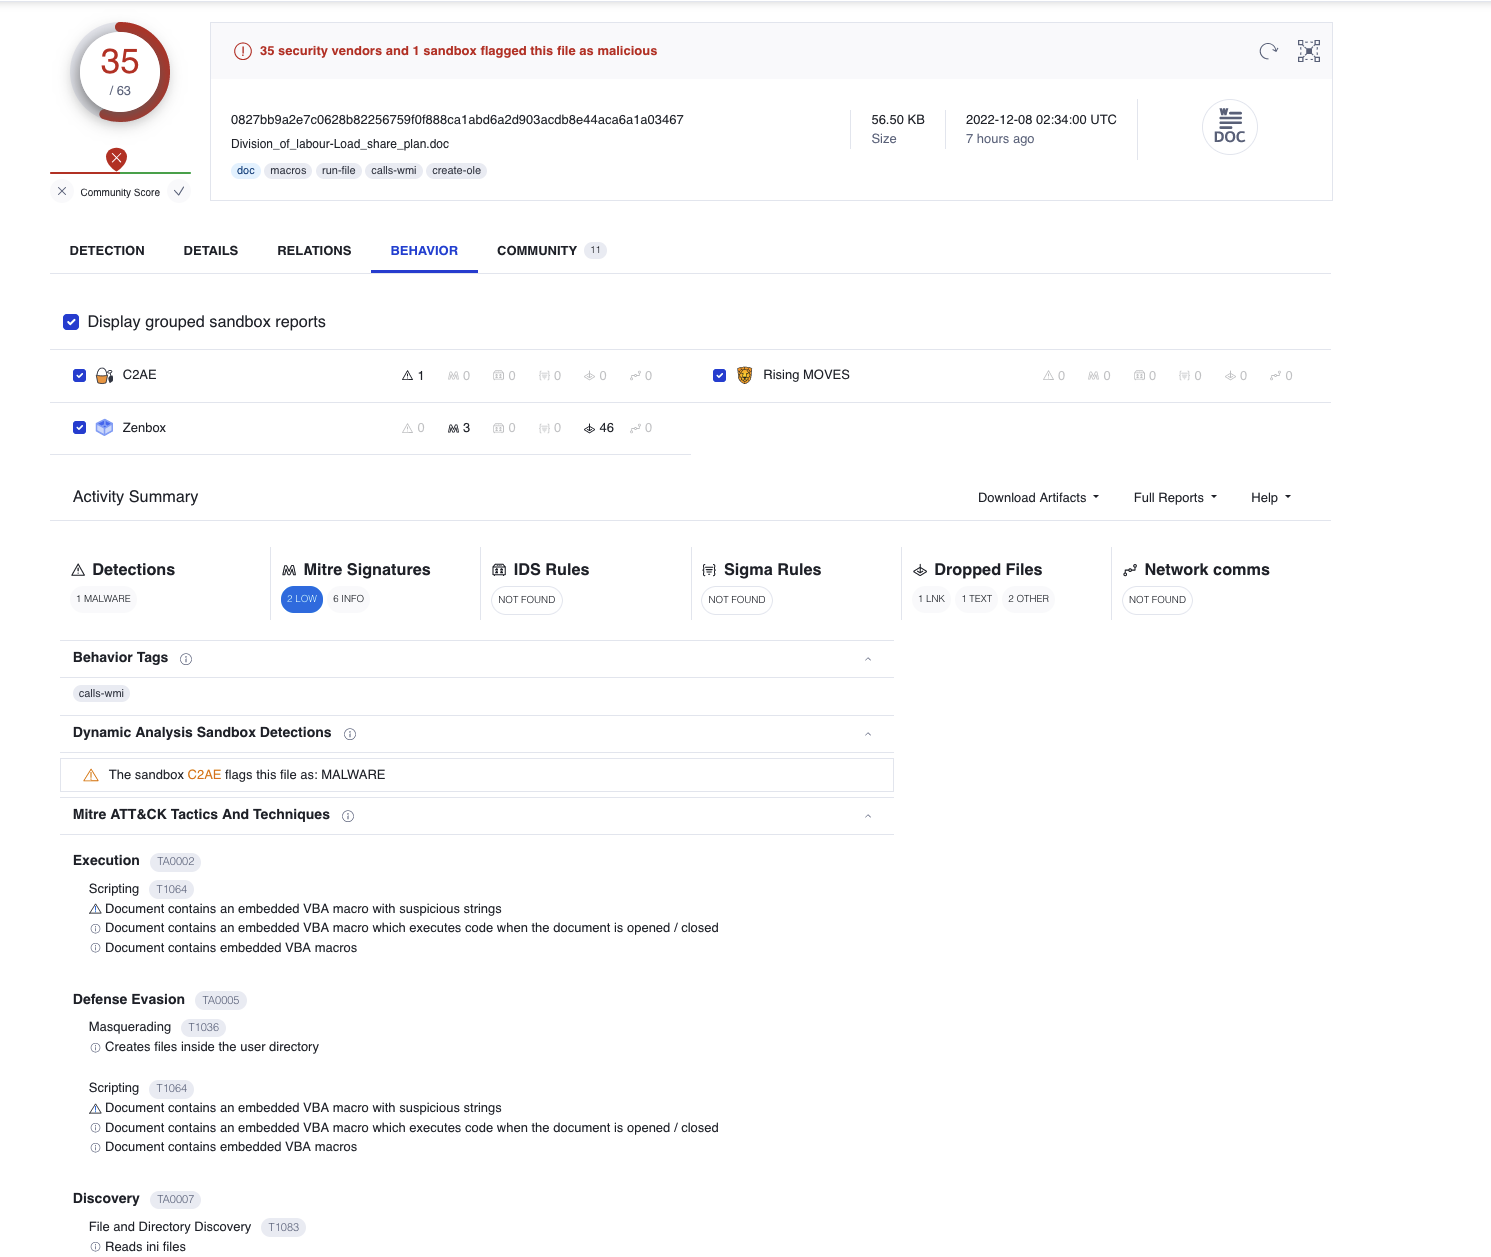 35
/ 63
Community Score
35 security vendors and 1 sandbox flagged this file as malicious
0827bb9a2e7c0628b82256759f0f888ca1abd6a2d903acdb8e44aca6a1a03467
Division_of_labour-Load_share_plan.doc
doc macros run-file calls-wmi create-ole
56.50 KB
Size
2022-12-08 02:34:00 UTC
7 hours ago
W
DOC
DETECTION DETAILS RELATIONS BEHAVIOR COMMUNITY 11
Display grouped sandbox reports
C2AE 1 0 0 0 0 0
Rising MOVES 0 0 0 0 0 0
Zenbox 0 3 0 0 46 0
Activity Summary Download Artifacts Full Reports Help
Detections Mitre Signatures IDS Rules Sigma Rules Dropped Files Network comms
1 MALWARE 2 LOW 6 INFO NOT FOUND NOT FOUND 1 LNK 1 TEXT 2 OTHER NOT FOUND
Behavior Tags
calls-wmi
Dynamic Analysis Sandbox Detections
The sandbox C2AE flags this file as: MALWARE
Mitre ATT&CK Tactics And Techniques
Execution TA0002
Scripting T1064
Document contains an embedded VBA macro with suspicious strings
Document contains an embedded VBA macro which executes code when the document is opened / closed
Document contains embedded VBA macros
Defense Evasion TA0005
Masquerading T1036
Creates files inside the user directory
Scripting T1064
Document contains an embedded VBA macro with suspicious strings
Document contains an embedded VBA macro which executes code when the document is opened / closed
Document contains embedded VBA macros
Discovery TA0007
File and Directory Discovery T1083
Reads ini files